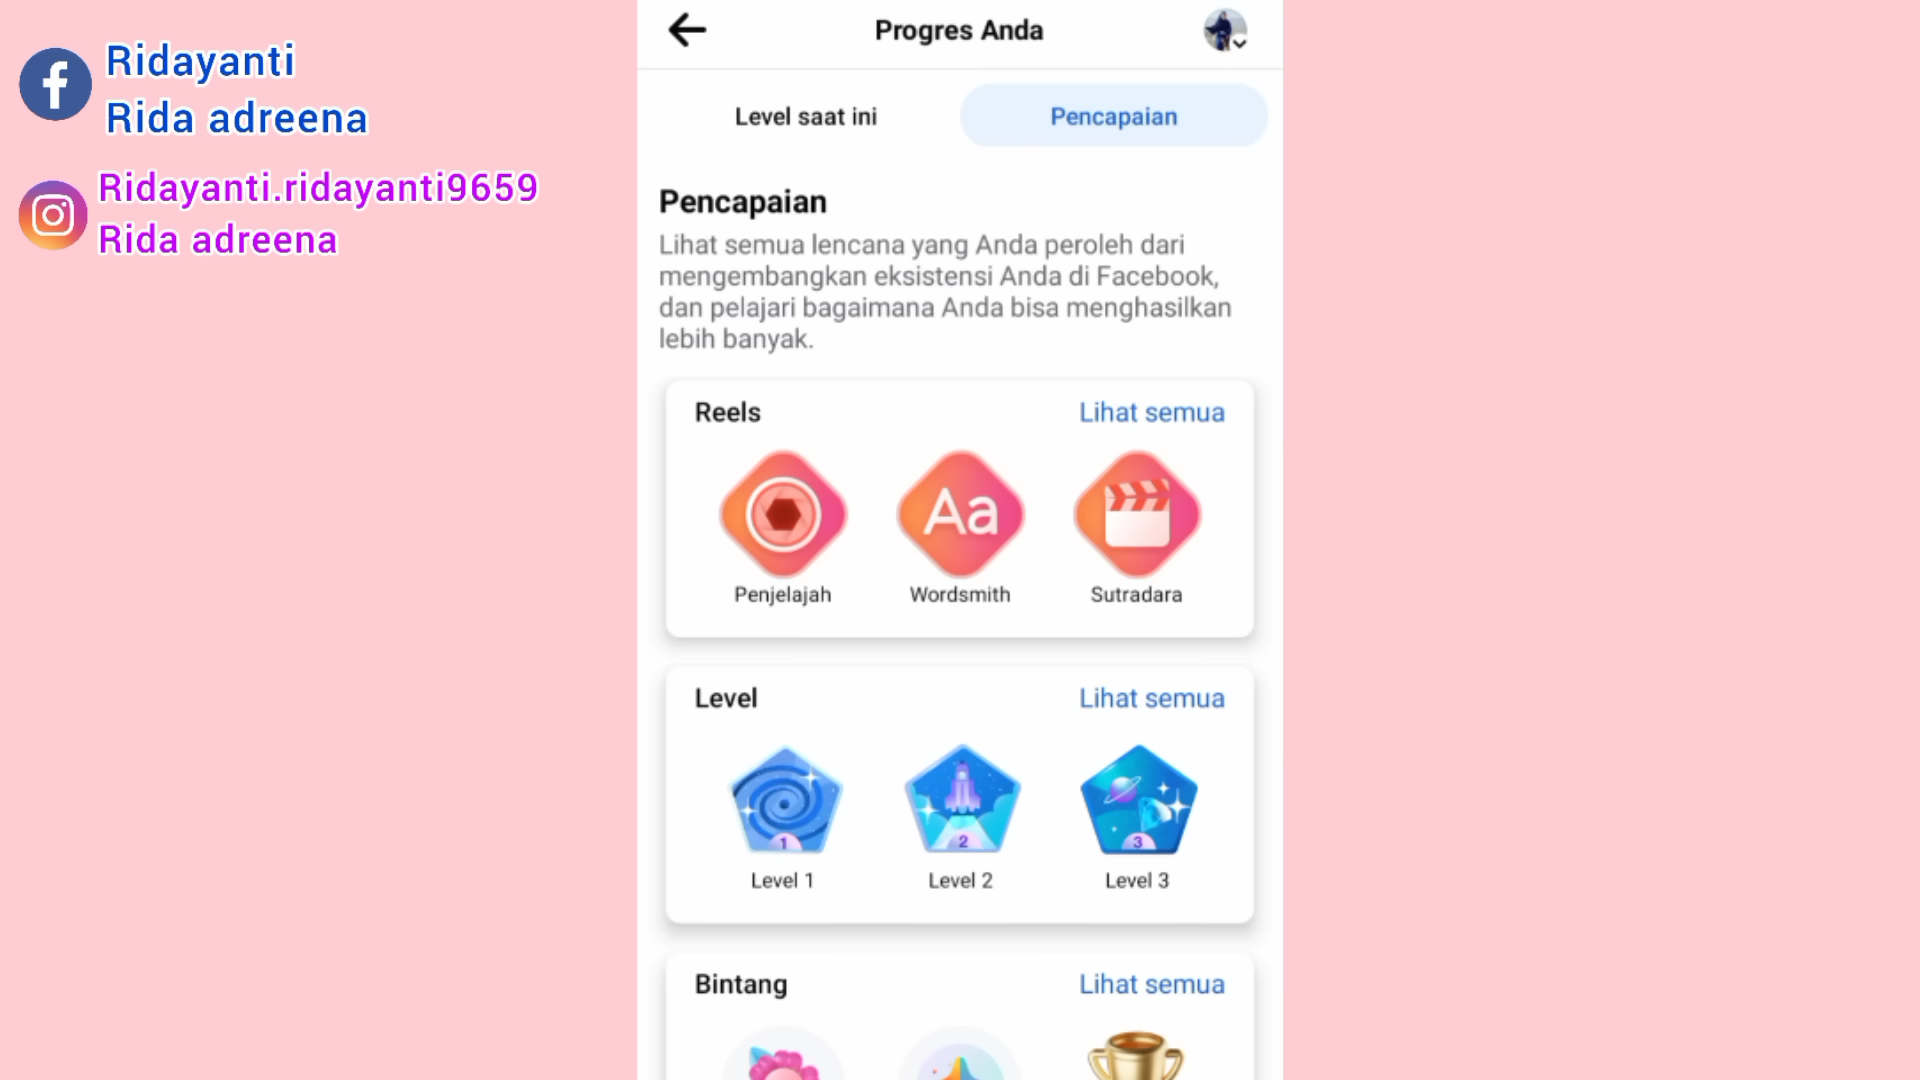 Ridayanti
Rida adreena
Ridayanti.ridayanti9659
Rida adreena
Progres Anda
Level saat ini
Pencapaian
Pencapaian
Lihat semua lencana yang Anda peroleh dari
mengembangkan eksistensi Anda di Facebook,
dan pelajari bagaimana Anda bisa menghasilkan
lebih banyak.
Reels
Lihat semua
Aa
Penjelajah
Wordsmith
Sutradara
Level
Lihat semua
1
2
3
Level 1
Level 2
Level 3
Bintang
Lihat semua